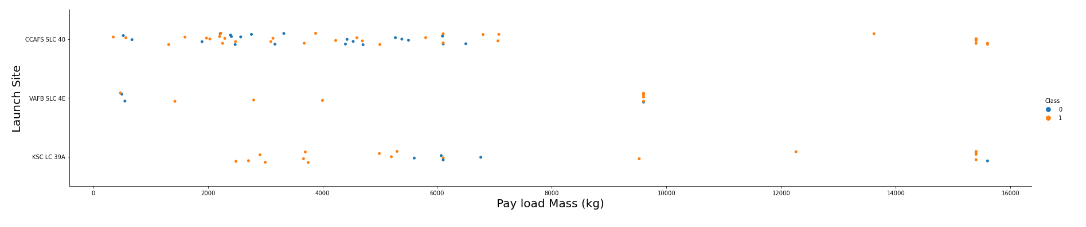 CCAFS SLC 40
VAFB SLC 4E
KSC LC 39A
Launch Site
0 2000 4000 6000 8000 10000 12000 14000 16000
Pay load Mass (kg)
Class
0
1